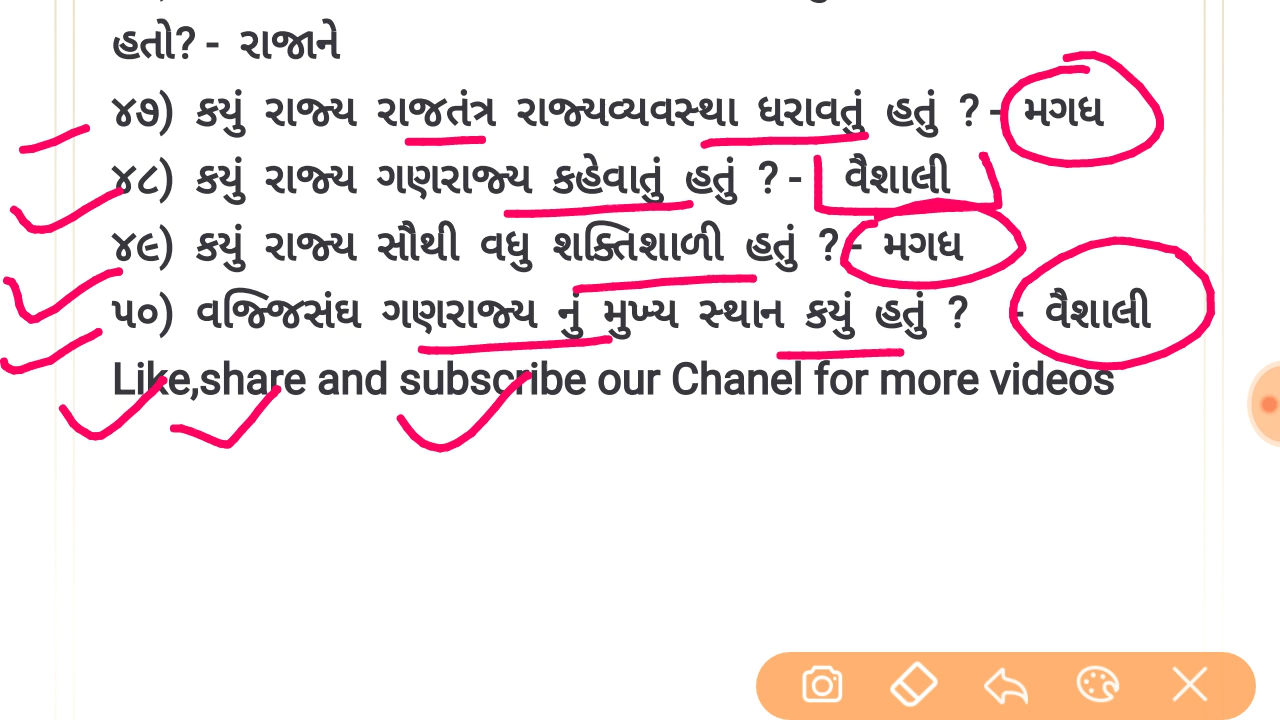 હતો? - રાજાને
૪૭) કયું રાજ્ય રાજતંત્ર રાજ્યવ્યવસ્થા ધરાવતું હતું ? - મગધ
૪૮) કયું રાજ્ય ગણરાજ્ય કહેવાતું હતું ? - વૈશાલી
૪૯) કયું રાજ્ય સૌથી વધુ શક્તિશાળી હતું ? - મગધ
૫૦) વજ્જિસંઘ ગણરાજ્ય નું મુખ્ય સ્થાન કયું હતું ? - વૈશાલી
Like,share and subscribe our Chanel for more videos